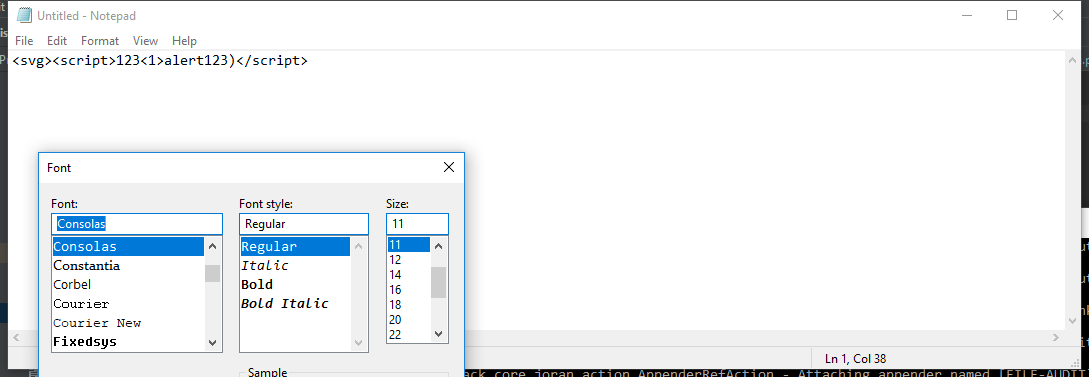 Untitled - Notepad
File Edit Format View Help
<svg><script>123<1>alert123)</script>
Font
Font: Font style: Size:
Consolas Regular 11
Consolas Regular 11
Constantia Italic 12
Corbel Bold 14
Courier Bold Italic 16
Courier New 18
Fixedsys 20
22
Ln 1, Col 38
Sample
ack core joran action AppenderRefAction - Attaching appender named [FILE-AUDIT